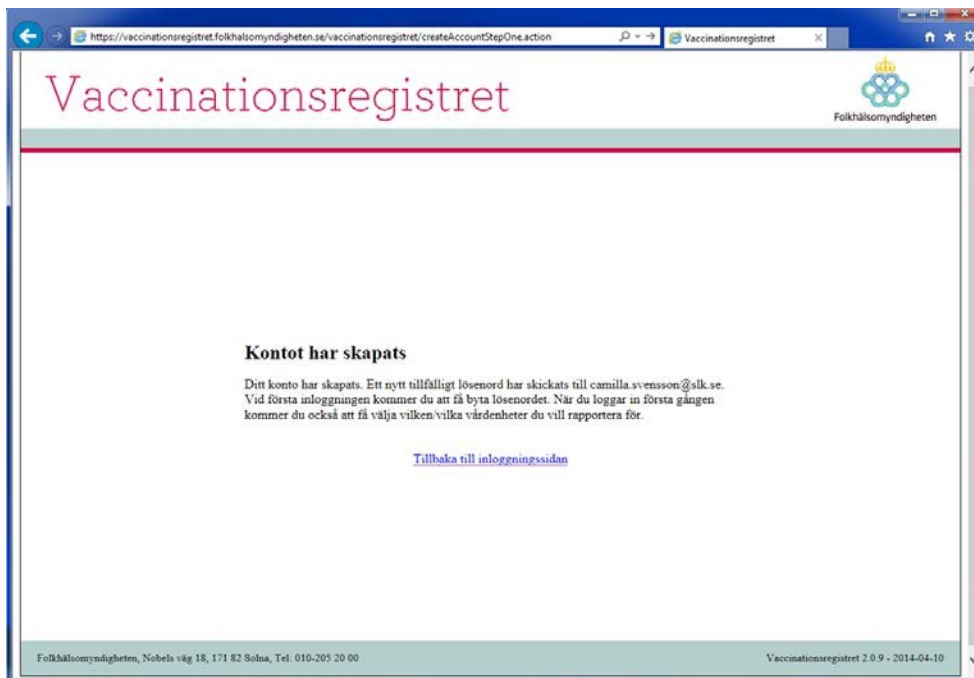 https://vaccinationsregistret.folkhalsomyndigheten.se/vaccinationsregistret/createAccountStepOne.action
Vaccinationsregistret
Vaccinationsregistret
Folkhälsomyndigheten
Kontot har skapats
Ditt konto har skapats. Ett nytt tillfälligt lösenord har skickats till camilla.svensson@slk.se.
Vid första inloggningen kommer du att få byta lösenordet. När du loggar in första gången
kommer du också att få välja vilken/vilka vårdenheter du vill rapportera för.
Tillbaka till inloggningssidan
Folkhälsomyndigheten, Nobels väg 18, 171 82 Solna, Tel: 010-205 20 00
Vaccinationsregistret 2.0.9 - 2014-04-10